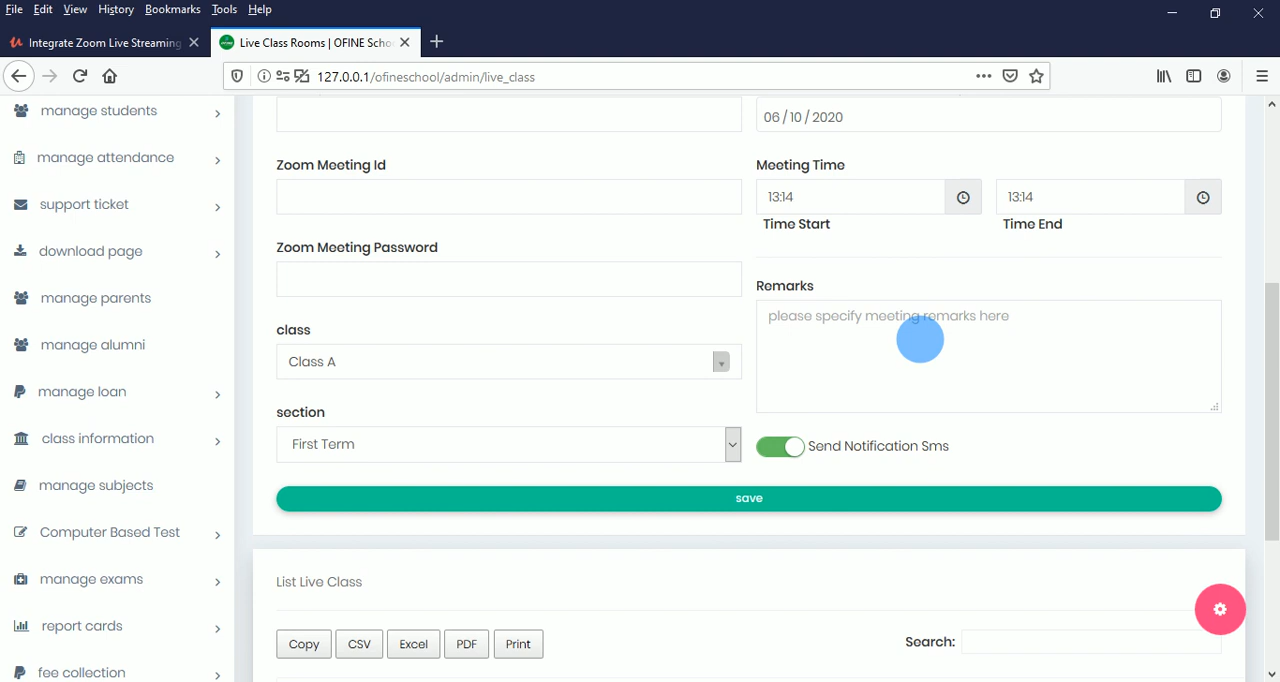 File Edit View History Bookmarks Tools Help
Integrate Zoom Live Streaming
Live Class Rooms | OFINE Schoo
127.0.0.1/ofineschool/admin/live_class
manage students
manage attendance
support ticket
download page
manage parents
manage alumni
manage loan
class information
manage subjects
Computer Based Test
manage exams
report cards
fee collection
06/10/2020
Zoom Meeting Id
Meeting Time
13:14
13:14
Time Start
Time End
Zoom Meeting Password
Remarks
please specify meeting remarks here
class
Class A
section
First Term
Send Notification Sms
save
List Live Class
Copy CSV Excel PDF Print
Search: